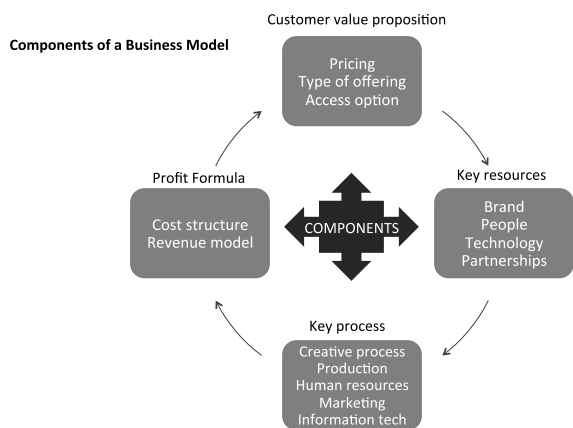 Customer value proposition
Components of a Business Model
Pricing
Type of offering
Access option
Profit Formula
Key resources
Cost structure
Revenue model
COMPONENTS
Brand
People
Technology
Partnerships
Key process
Creative process
Production
Human resources
Marketing
Information tech